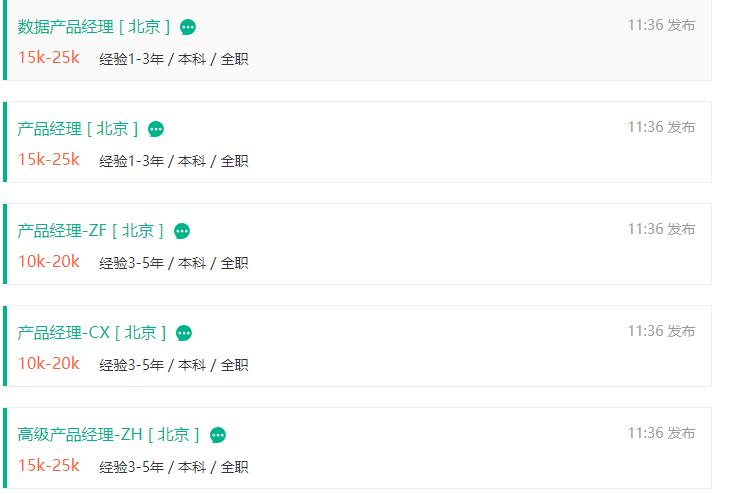 数据产品经理 [ 北京 ] 11:36 发布
15k-25k 经验1-3年 / 本科 / 全职
产品经理 [ 北京 ] 11:36 发布
15k-25k 经验1-3年 / 本科 / 全职
产品经理-ZF [ 北京 ] 11:36 发布
10k-20k 经验3-5年 / 本科 / 全职
产品经理-CX [ 北京 ] 11:36 发布
10k-20k 经验3-5年 / 本科 / 全职
高级产品经理-ZH [ 北京 ] 11:36 发布
15k-25k 经验3-5年 / 本科 / 全职